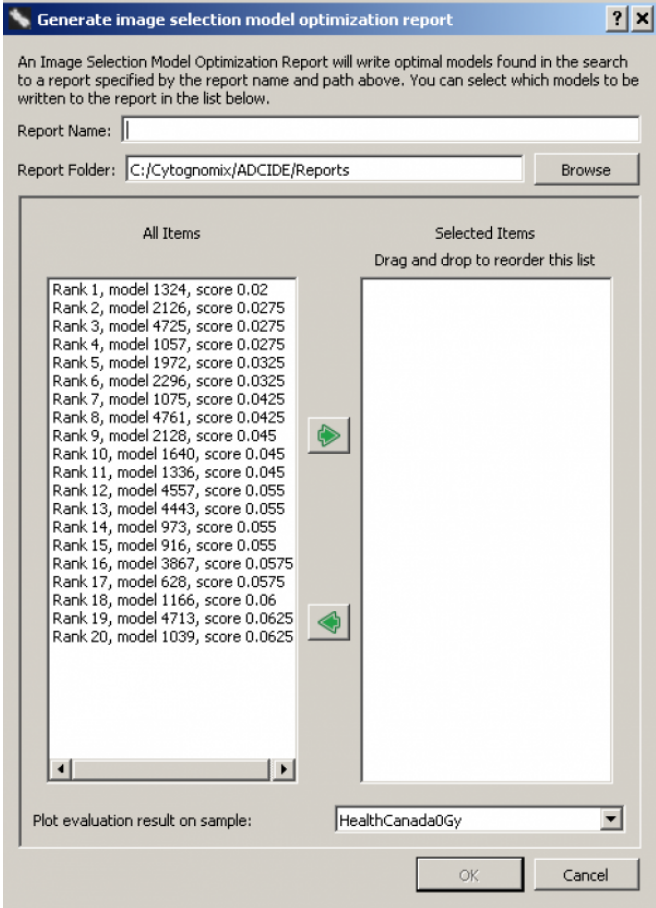 Generate image selection model optimization report
An Image Selection Model Optimization Report will write optimal models found in the search
to a report specified by the report name and path above. You can select which models to be
written to the report in the list below.
Report Name:
Report Folder: C:/Cytognomix/ADCIDE/Reports Browse
All Items
Selected Items
Drag and drop to reorder this list
Rank 1, model 1324, score 0.02
Rank 2, model 2126, score 0.0275
Rank 3, model 4725, score 0.0275
Rank 4, model 1057, score 0.0275
Rank 5, model 1972, score 0.0325
Rank 6, model 2296, score 0.0325
Rank 7, model 1075, score 0.0425
Rank 8, model 4761, score 0.0425
Rank 9, model 2128, score 0.045
Rank 10, model 1640, score 0.045
Rank 11, model 1336, score 0.045
Rank 12, model 4557, score 0.055
Rank 13, model 4443, score 0.055
Rank 14, model 973, score 0.055
Rank 15, model 916, score 0.055
Rank 16, model 3867, score 0.0575
Rank 17, model 628, score 0.0575
Rank 18, model 1166, score 0.06
Rank 19, model 4713, score 0.0625
Rank 20, model 1039, score 0.0625
Plot evaluation result on sample: HealthCanada0Gy
OK Cancel